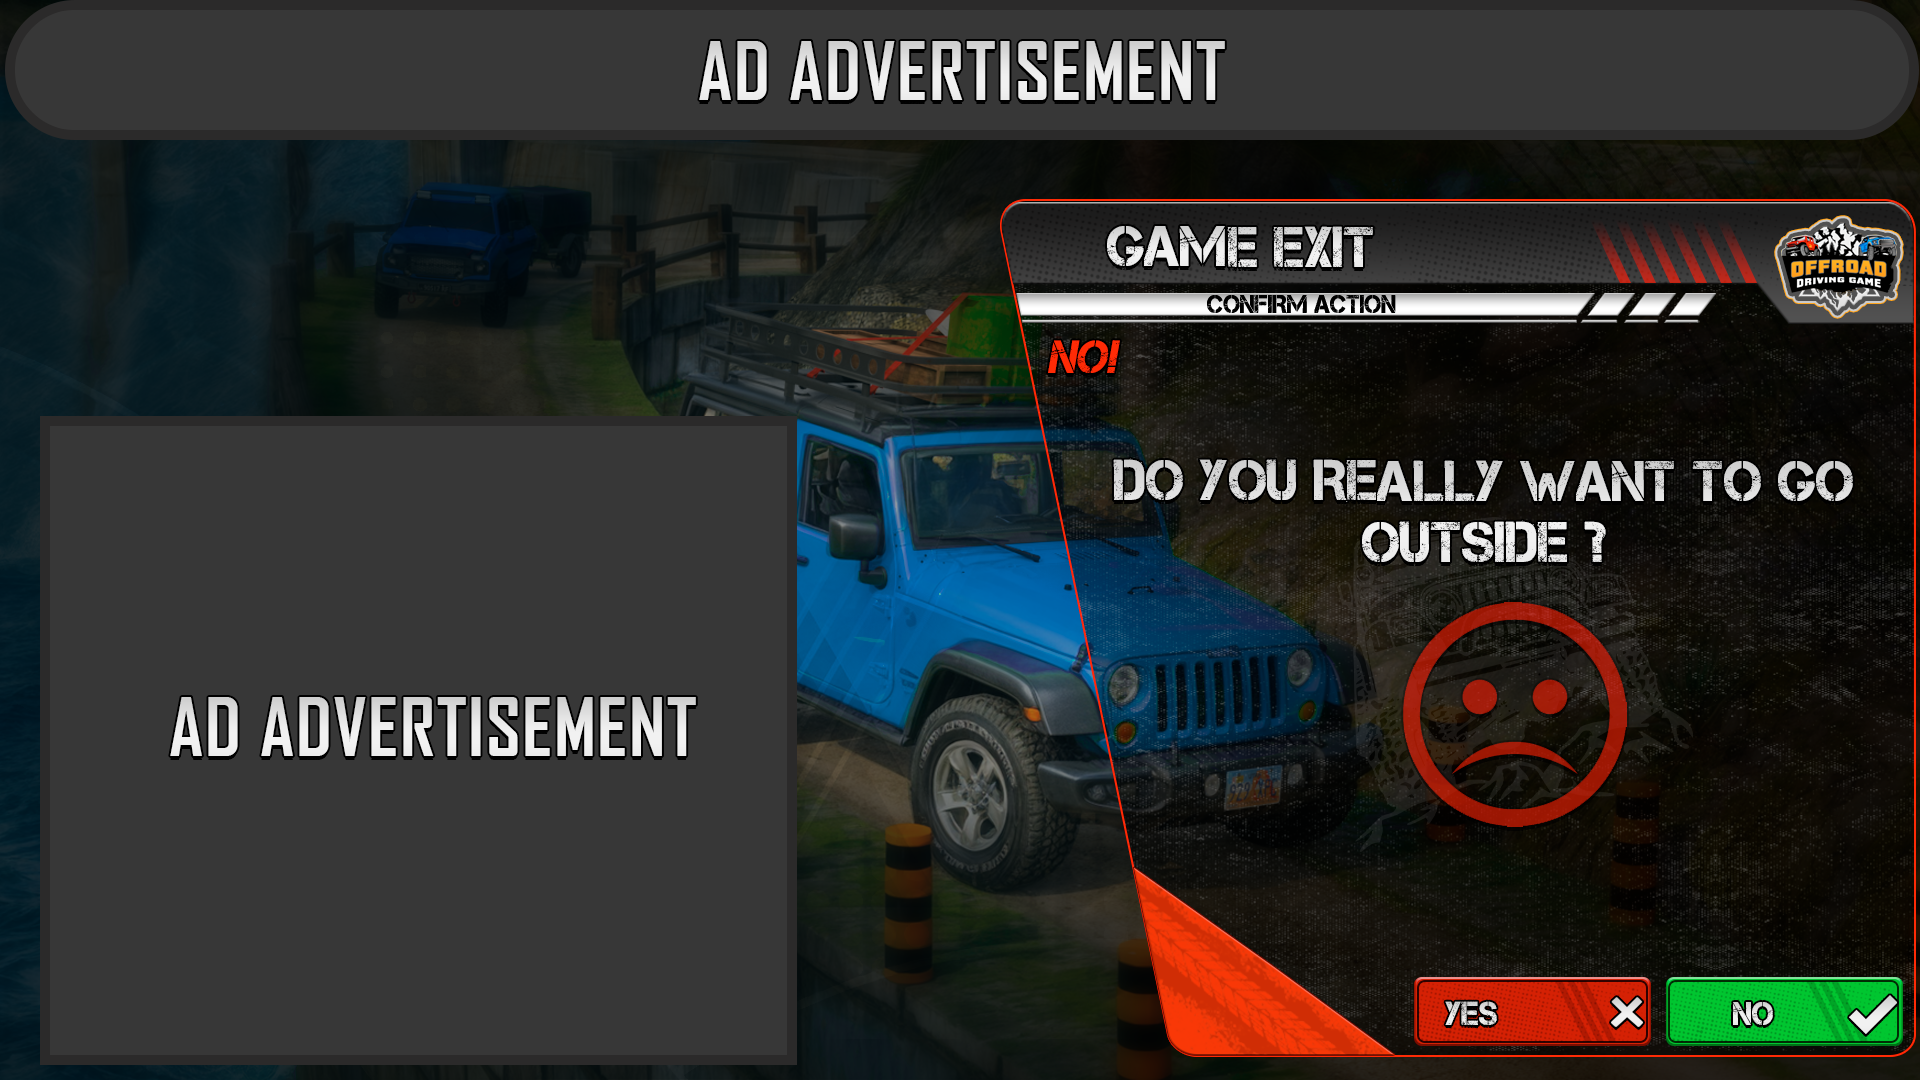 AD ADVERTISEMENT
GAME EXIT
OFFROAD
DRIVING GAME
CONFIRM ACTION
NO!
DO YOU REALLY WANT TO GO
OUTSIDE ?
AD ADVERTISEMENT
YES
NO